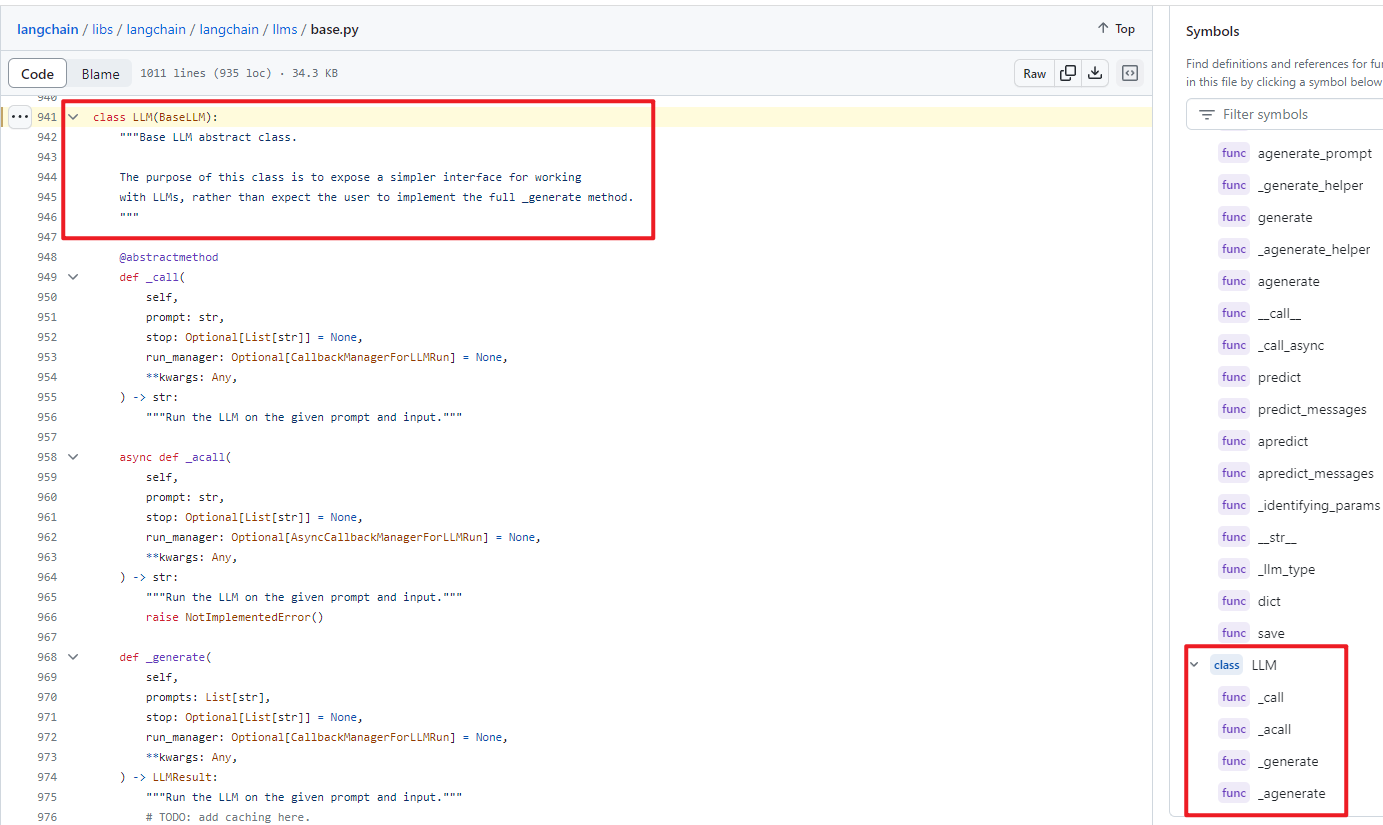 langchain / libs / langchain / langchain / llms / base.py
Top
Code Blame 1011 lines (935 loc) · 34.3 KB
Raw
940
941 class LLM(BaseLLM):
942 """Base LLM abstract class.
943
944 The purpose of this class is to expose a simpler interface for working
945 with LLMs, rather than expect the user to implement the full _generate method.
946 """
947
948 @abstractmethod
949 def _call(
950 self,
951 prompt: str,
952 stop: Optional[List[str]] = None,
953 run_manager: Optional[CallbackManagerForLLMRun] = None,
954 **kwargs: Any,
955 ) -> str:
956 """Run the LLM on the given prompt and input."""
957
958 async def _acall(
959 self,
960 prompt: str,
961 stop: Optional[List[str]] = None,
962 run_manager: Optional[AsyncCallbackManagerForLLMRun] = None,
963 **kwargs: Any,
964 ) -> str:
965 """Run the LLM on the given prompt and input."""
966 raise NotImplementedError()
967
968 def _generate(
969 self,
970 prompts: List[str],
971 stop: Optional[List[str]] = None,
972 run_manager: Optional[CallbackManagerForLLMRun] = None,
973 **kwargs: Any,
974 ) -> LLMResult:
975 """Run the LLM on the given prompt and input."""
976 # TODO: add caching here.
Symbols
Find definitions and references for fu
in this file by clicking a symbol below
Filter symbols
func agenerate_prompt
func _generate_helper
func generate
func _agenerate_helper
func agenerate
func __call__
func _call_async
func predict
func predict_messages
func apredict
func apredict_messages
func _identifying_params
func __str__
func _llm_type
func dict
func save
class LLM
func _call
func _acall
func _generate
func _agenerate